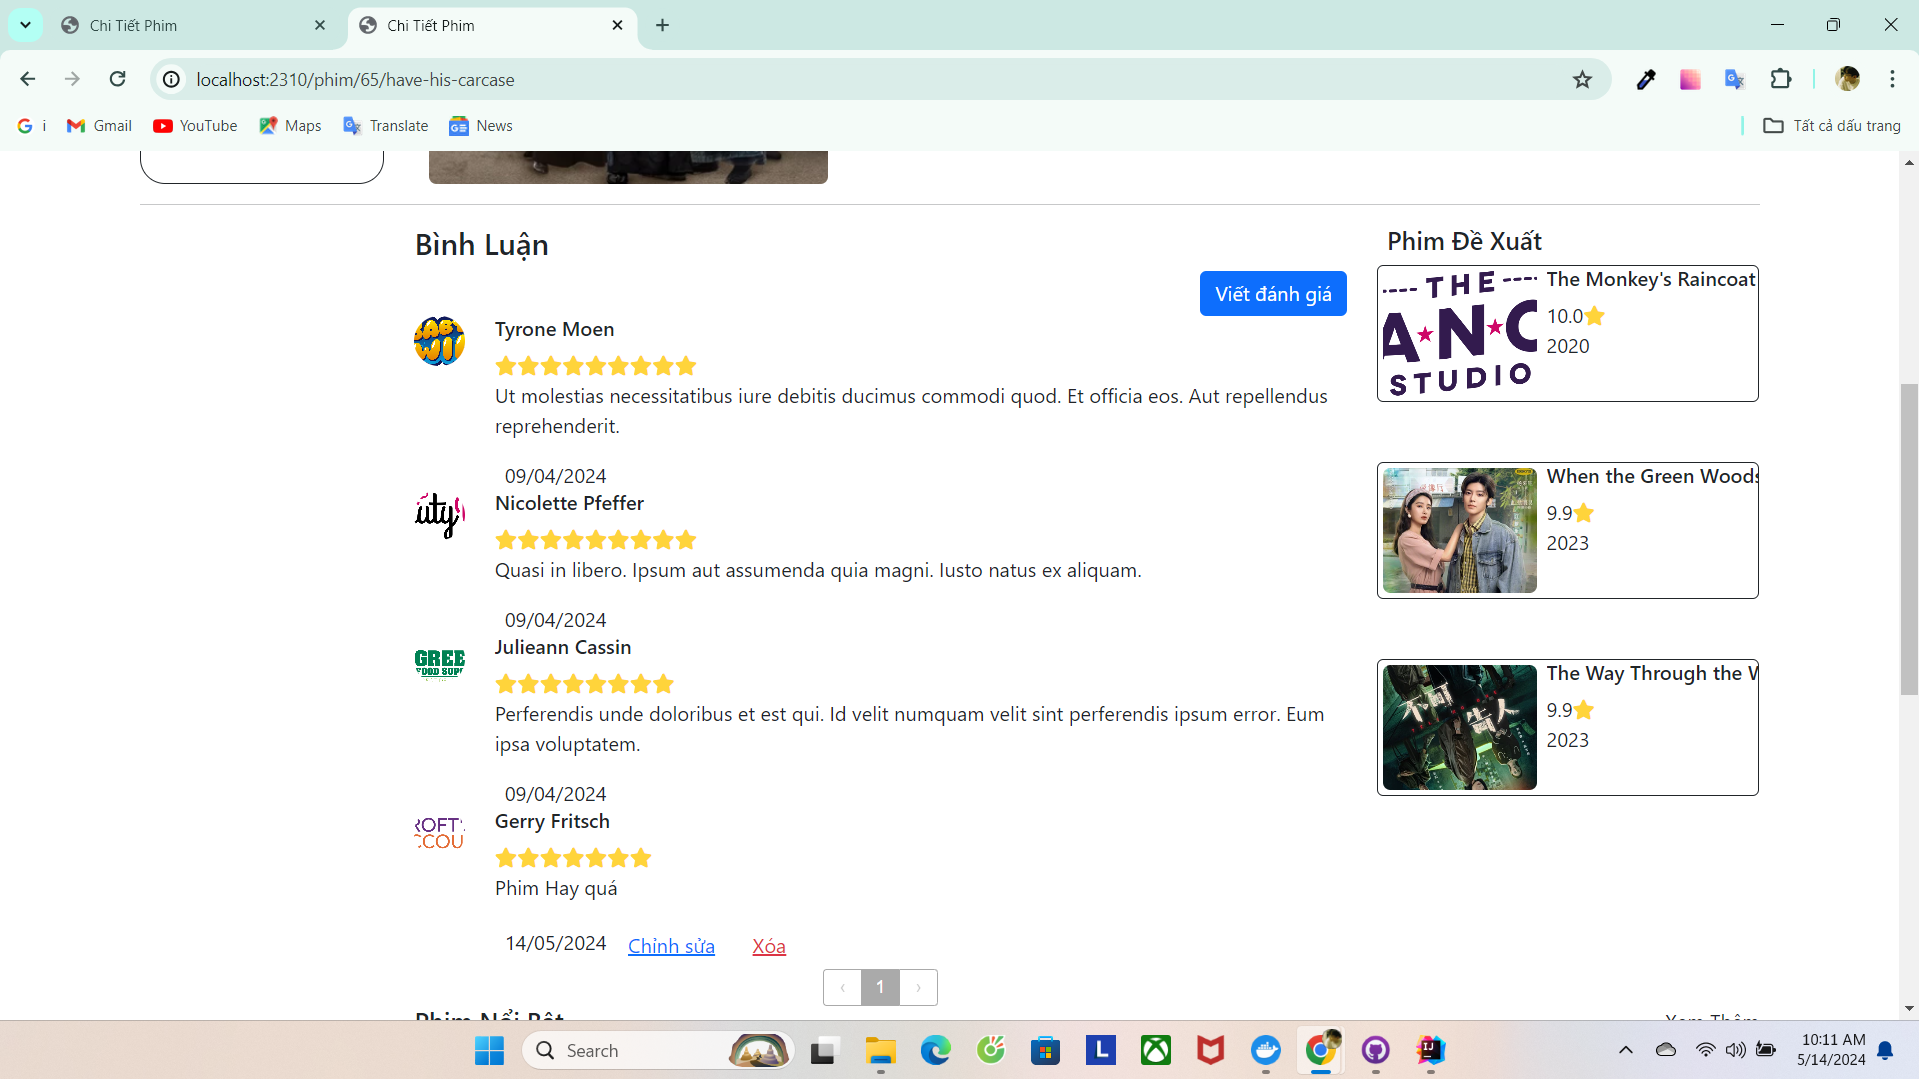 Chi Tiết Phim
Chi Tiết Phim
localhost:2310/phim/65/have-his-carcase
i
Gmail
YouTube
Maps
Translate
News
Tất cả dấu trang
Bình Luận
Viết đánh giá
Tyrone Moen
Ut molestias necessitatibus iure debitis ducimus commodi quod. Et officia eos. Aut repellendus
reprehenderit.
09/04/2024
Nicolette Pfeffer
Quasi in libero. Ipsum aut assumenda quia magni. Iusto natus ex aliquam.
09/04/2024
Julieann Cassin
Perferendis unde doloribus et est qui. Id velit numquam velit sint perferendis ipsum error. Eum
ipsa voluptatem.
09/04/2024
Gerry Fritsch
Phim Hay quá
14/05/2024 Chỉnh sửa Xóa
‹ 1 ›
Phim Đề Xuất
THE
STUDIO
The Monkey's Raincoat
10.0
2020
When the Green Woods
9.9
2023
The Way Through the W
9.9
2023
Phim Nổi Bật
Xem Thêm
Search
10:11 AM
5/14/2024